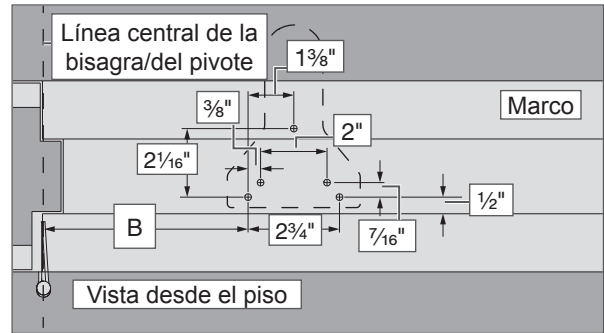 Línea central de la
bisagra/del pivote
1⅜"
Marco
⅜"
2"
2¹⁄₁₆"
½"
B
2¾"
⁷⁄₁₆"
Vista desde el piso